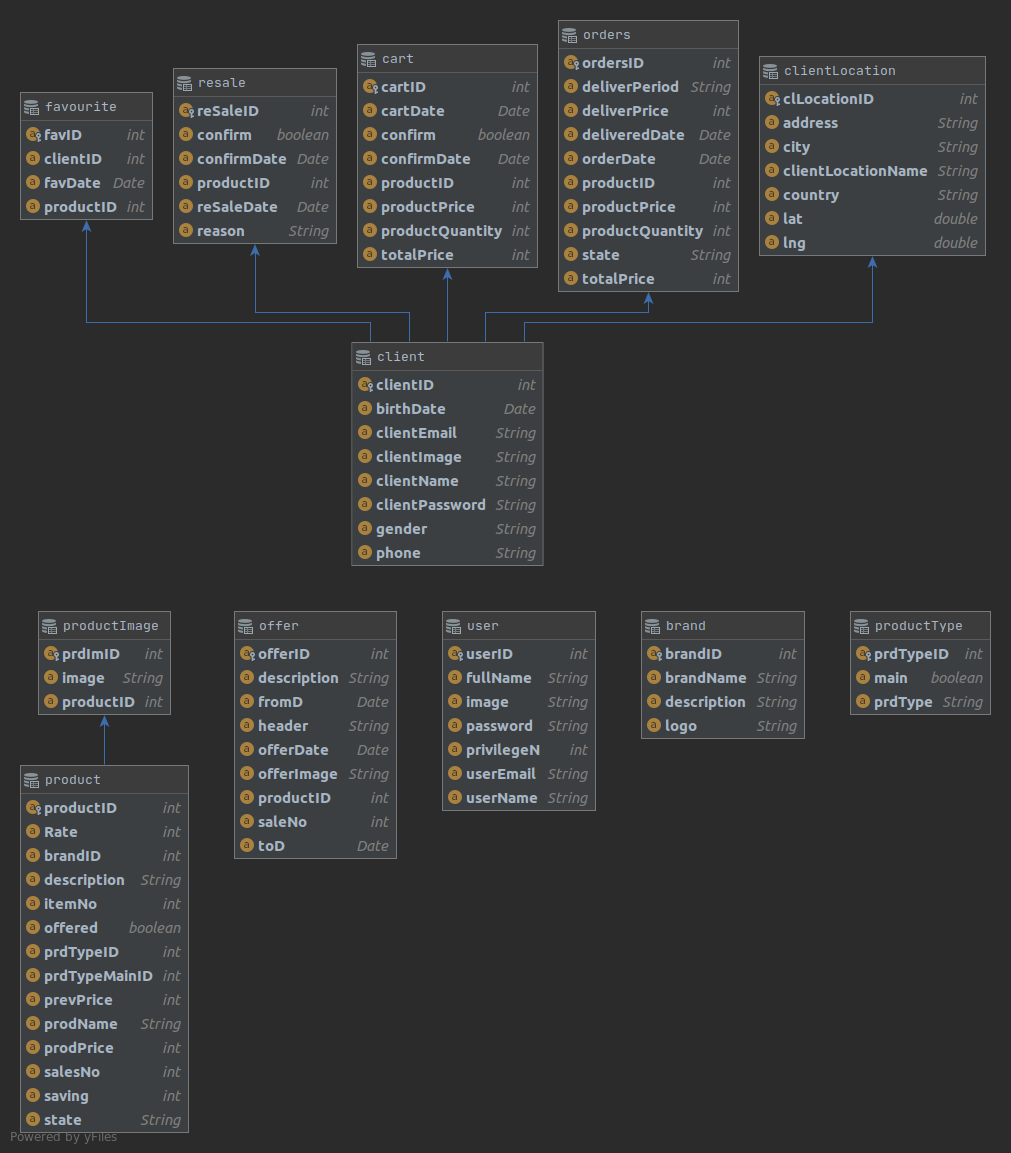 favourite
favID int
clientID int
favDate Date
productID int
resale
reSaleID int
confirm boolean
confirmDate Date
productID int
reSaleDate Date
reason String
cart
cartID int
cartDate Date
confirm boolean
confirmDate Date
productID int
productPrice int
productQuantity int
totalPrice int
orders
ordersID int
deliverPeriod String
deliverPrice int
deliveredDate Date
orderDate Date
productID int
productPrice int
productQuantity int
state String
totalPrice int
clientLocation
clLocationID int
address String
city String
clientLocationName String
country String
lat double
lng double
client
clientID int
birthDate Date
clientEmail String
clientImage String
clientName String
clientPassword String
gender String
phone String
productImage
prdImID int
image String
productID int
offer
offerID int
description String
fromD Date
header String
offerDate Date
offerImage String
productID int
saleNo int
toD Date
user
userID int
fullName String
image String
password String
privilegeN int
userEmail String
userName String
brand
brandID int
brandName String
description String
logo String
productType
prdTypeID int
main boolean
prdType String
product
productID int
Rate int
brandID int
description String
itemNo int
offered boolean
prdTypeID int
prdTypeMainID int
prevPrice int
prodName String
prodPrice int
salesNo int
saving int
state String
Powered by yFiles